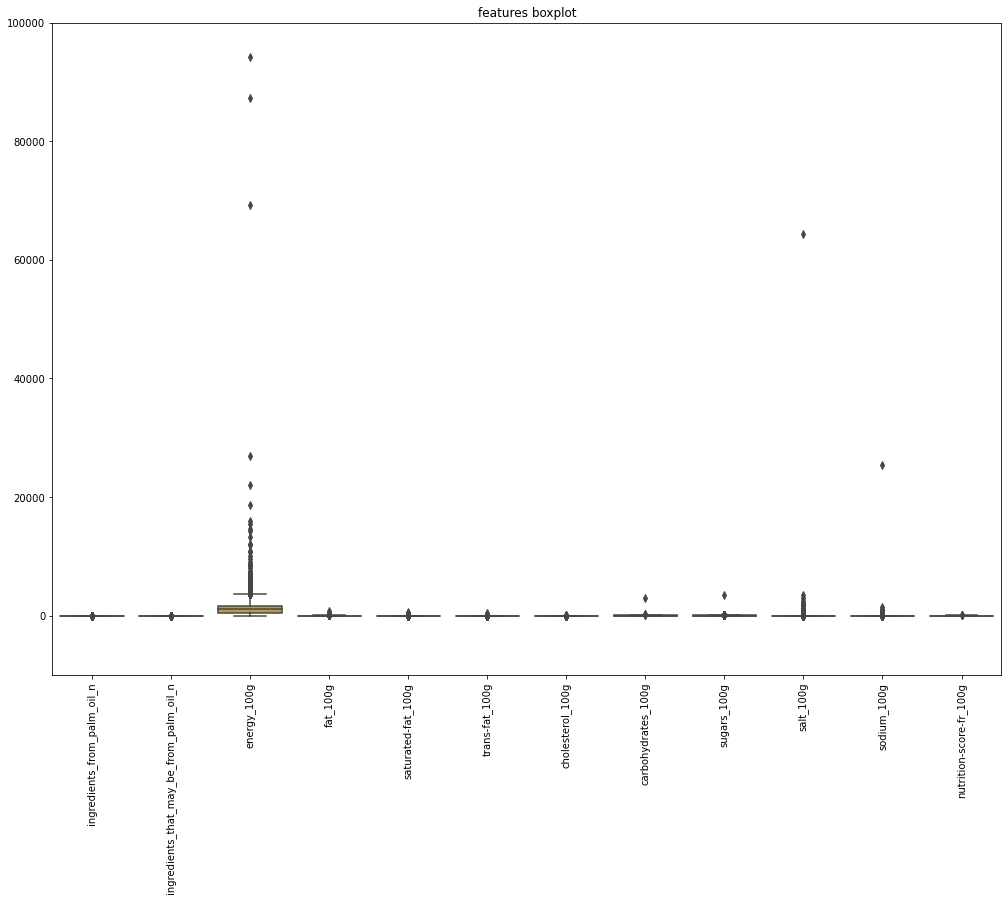 features boxplot
100000
80000
60000
40000
20000
0
ingredients_from_palm_oil_n
ingredients_that_may_be_from_palm_oil_n
energy_100g
fat_100g
saturated-fat_100g
trans-fat_100g
cholesterol_100g
carbohydrates_100g
sugars_100g
salt_100g
sodium_100g
nutrition-score-fr_100g